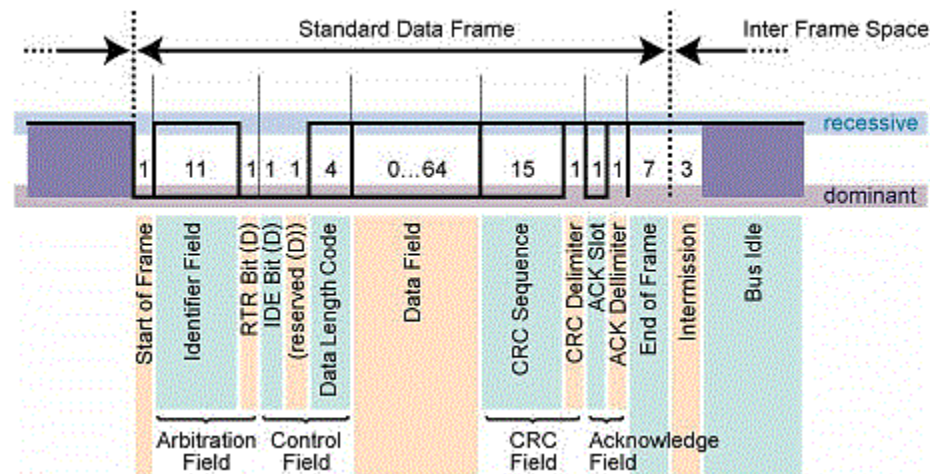 Standard Data Frame
Inter Frame Space
recessive
1 11 1 1 1 4 0...64 15 1 1 1 7 3
dominant
Start of Frame
Identifier Field
RTR Bit (D)
IDE Bit (D)
(reserved (D))
Data Length Code
Data Field
CRC Sequence
CRC Delimiter
ACK Slot
ACK Delimiter
End of Frame
Intermission
Bus Idle
Arbitration
Field
Control
Field
CRC
Field
Acknowledge
Field